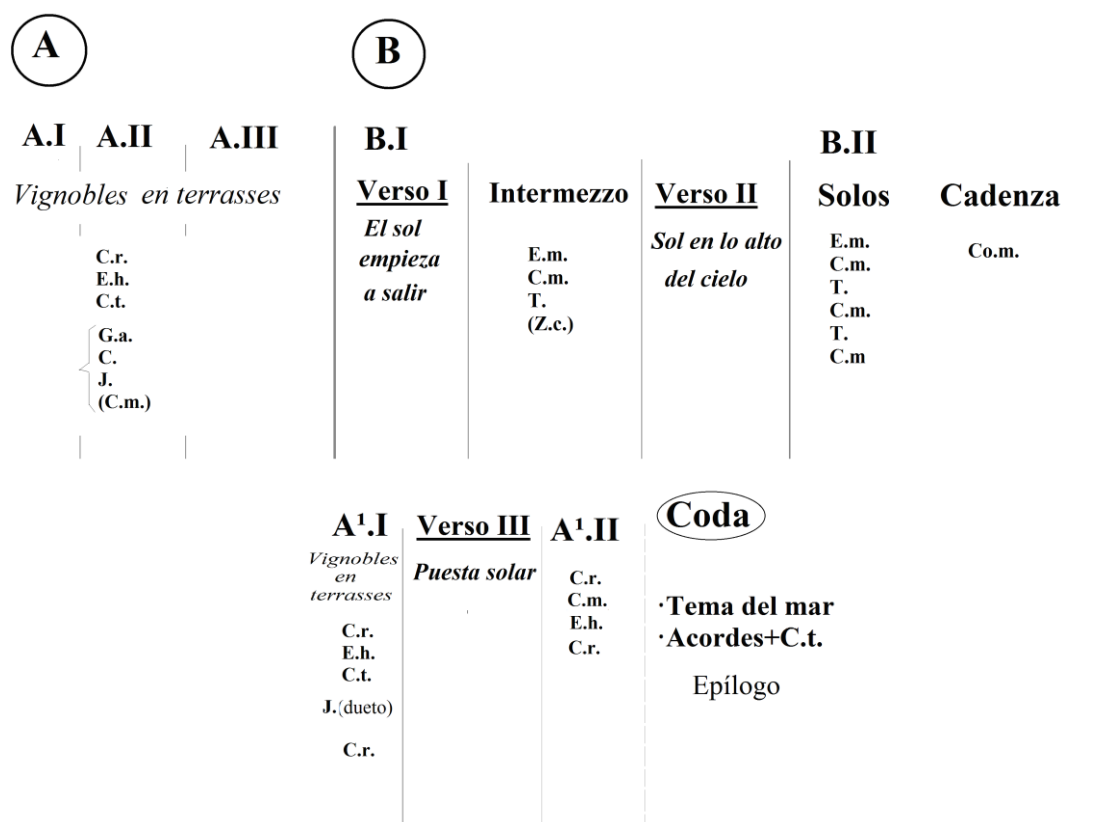 A
B
A.I
A.II
A.III
Vignobles en terrasses
C.r.
E.h.
C.t.
G.a.
C.
J.
(C.m.)
B.I
Verso I
El sol
empieza
a salir
Intermezzo
E.m.
C.m.
T.
(Z.c.)
Verso II
Sol en lo alto
del cielo
B.II
Solos
E.m.
C.m.
T.
C.m.
T.
C.m
Cadenza
Co.m.
A¹.I
Vignobles
en
terrasses
C.r.
E.h.
C.t.
J.(dueto)
C.r.
Verso III
Puesta solar
A¹.II
C.r.
C.m.
E.h.
C.r.
Coda
·Tema del mar
·Acordes+C.t.
Epílogo